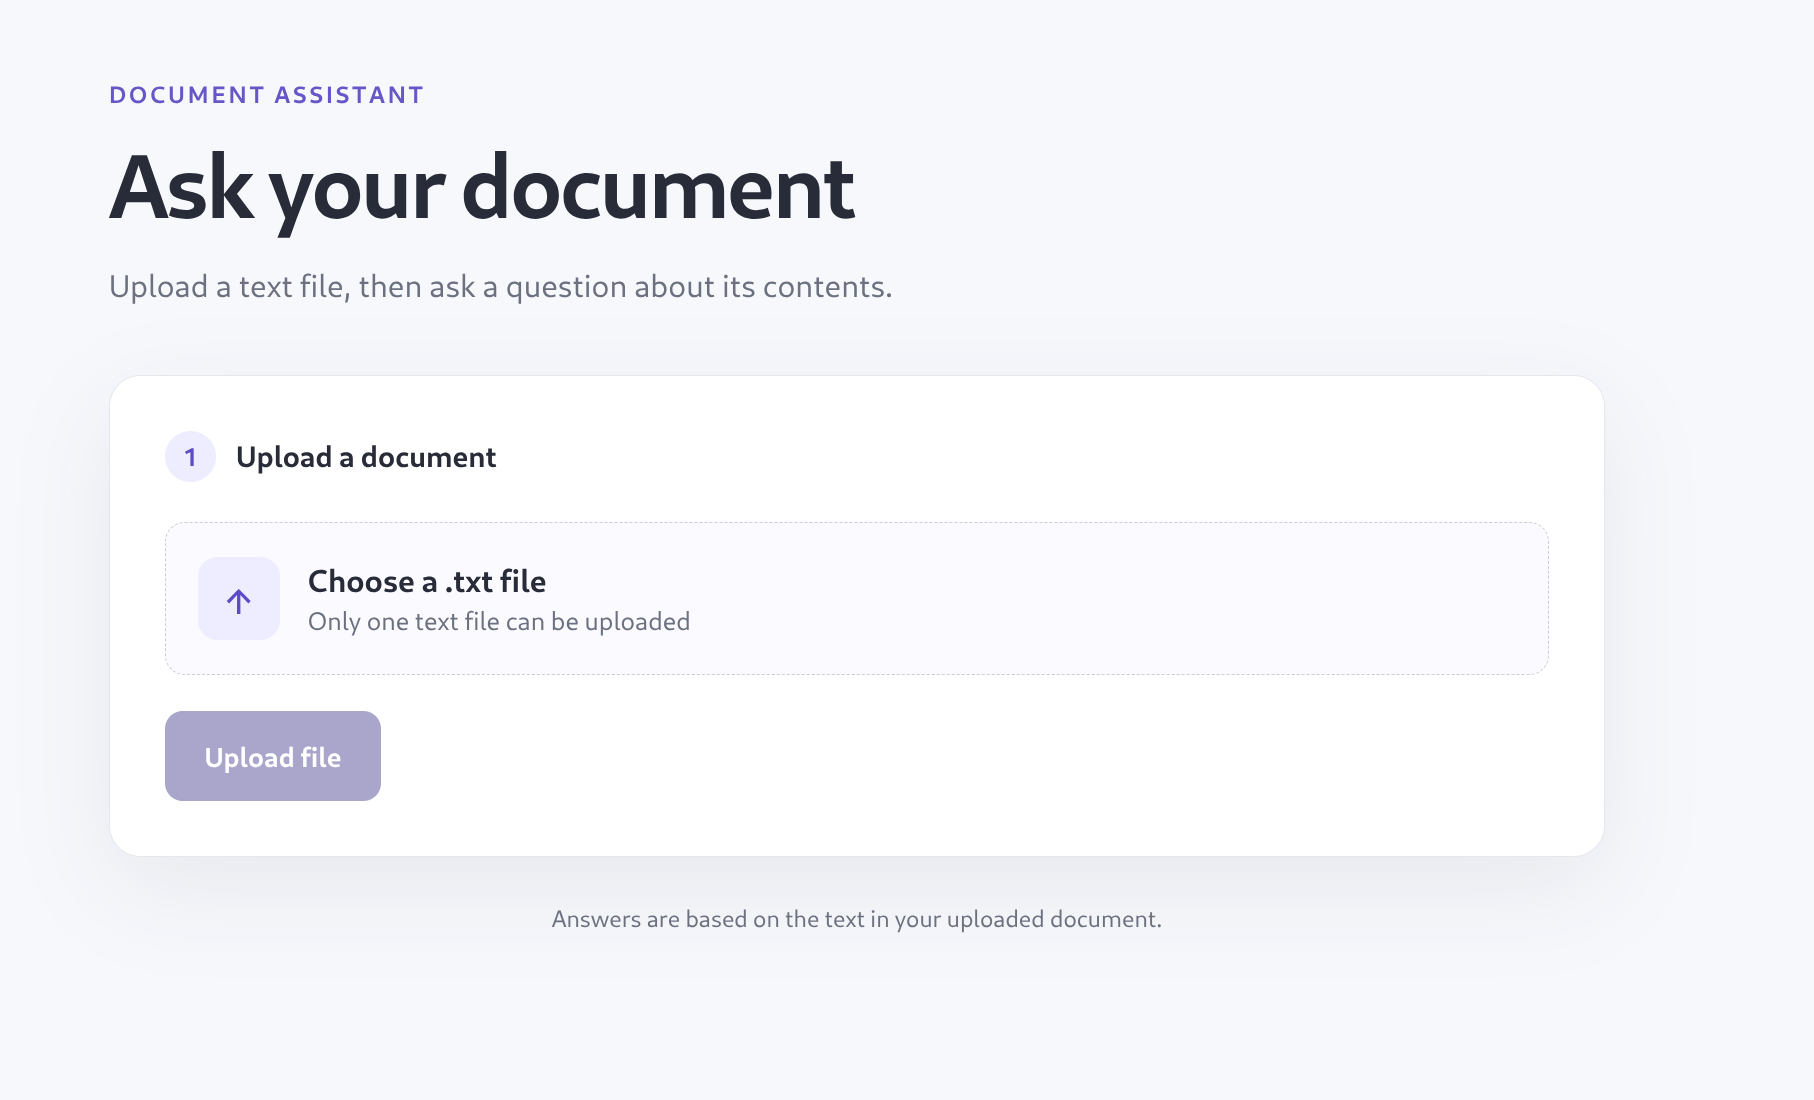 DOCUMENT ASSISTANT
Ask your document
Upload a text file, then ask a question about its contents.
1 Upload a document
Choose a .txt file
Only one text file can be uploaded
Upload file
Answers are based on the text in your uploaded document.